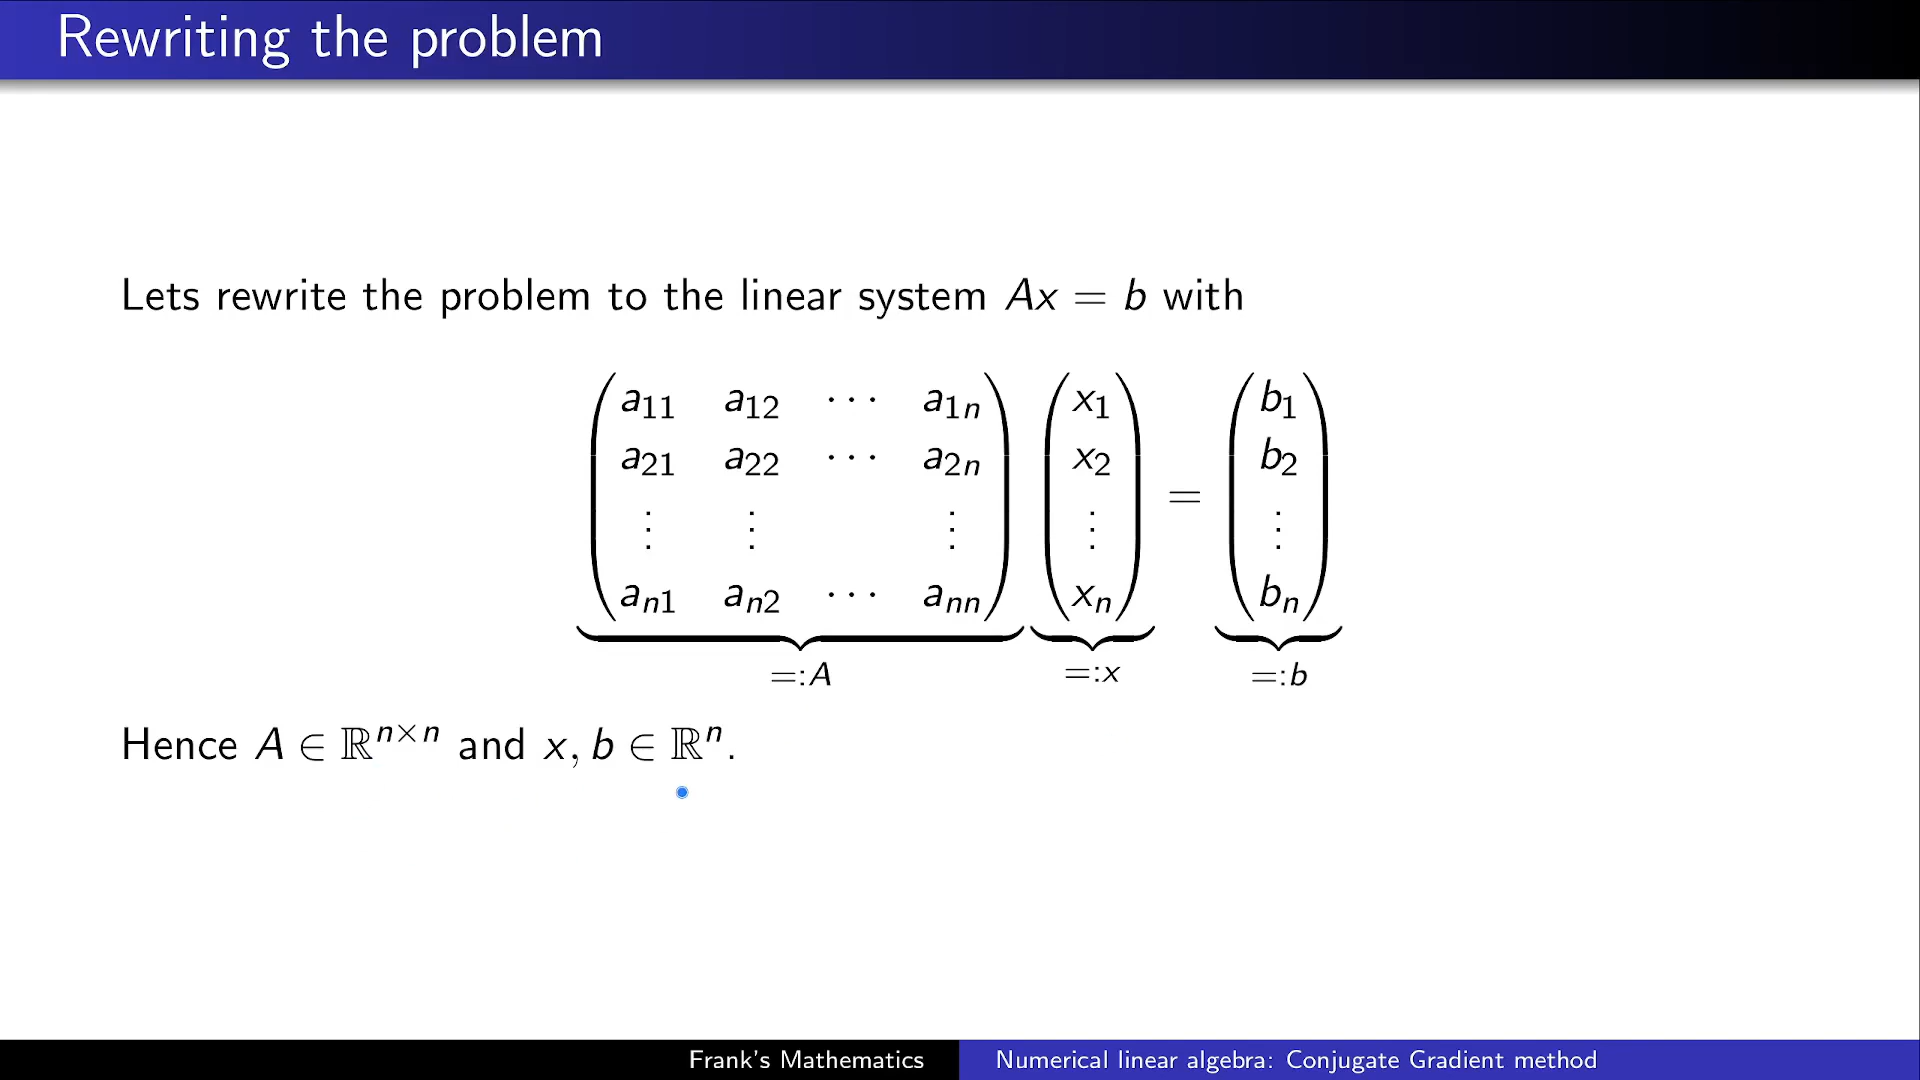 Rewriting the problem
Lets rewrite the problem to the linear system Ax = b with
a₁₁ a₁₂ ⋯ a₁ₙ x₁ b₁
a₂₁ a₂₂ ⋯ a₂ₙ x₂ b₂
⋮ ⋮ ⋮ ⋮ = ⋮
aₙ₁ aₙ₂ ⋯ aₙₙ xₙ bₙ
=:A =:x =:b
Hence A ∈ ℝⁿˣⁿ and x, b ∈ ℝⁿ.
Frank's Mathematics
Numerical linear algebra: Conjugate Gradient method